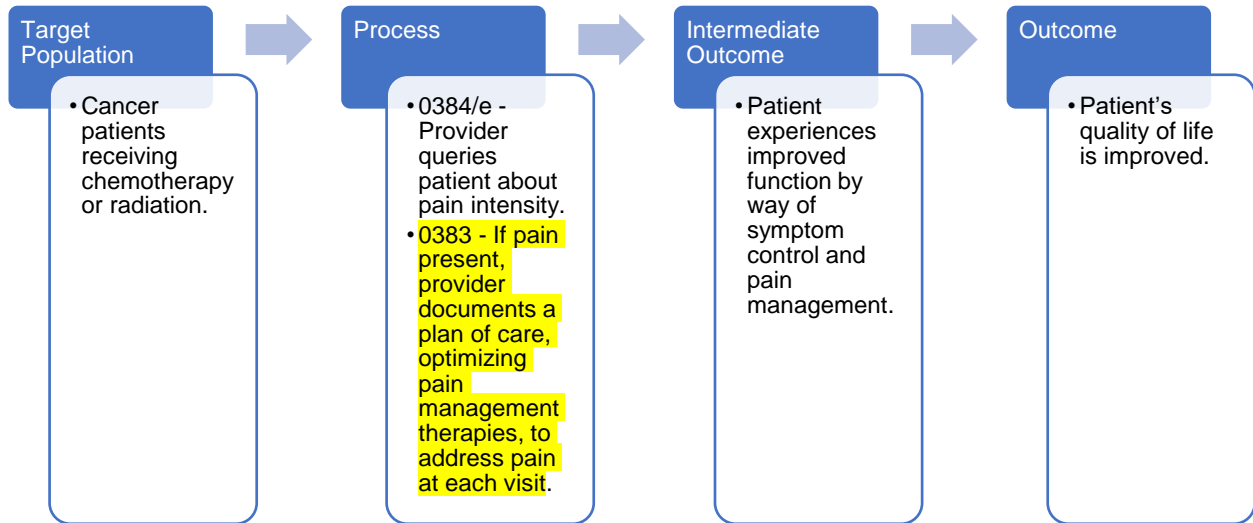 Target
Population
• Cancer
patients
receiving
chemotherapy
or radiation.
Process
• 0384/e -
Provider
queries
patient about
pain intensity.
• 0383 - If pain
present,
provider
documents a
plan of care,
optimizing
pain
management
therapies, to
address pain
at each visit.
Intermediate
Outcome
• Patient
experiences
improved
function by
way of
symptom
control and
pain
management.
Outcome
• Patient’s
quality of life
is improved.